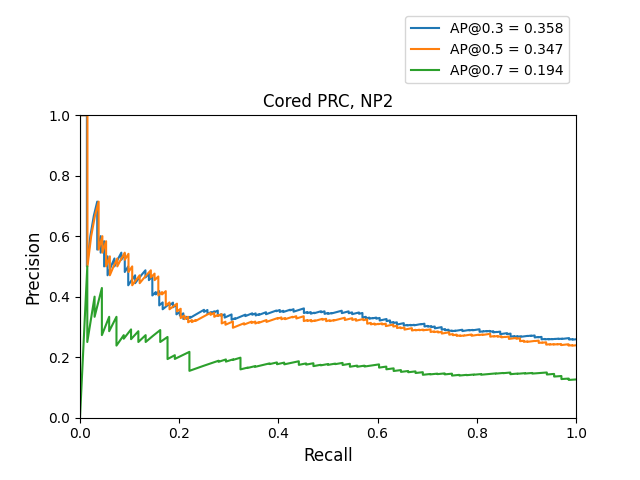 AP@0.3 = 0.358
AP@0.5 = 0.347
AP@0.7 = 0.194
Cored PRC, NP2
1.0
0.8
0.6
0.4
0.2
0.0
Precision
0.0 0.2 0.4 0.6 0.8 1.0
Recall